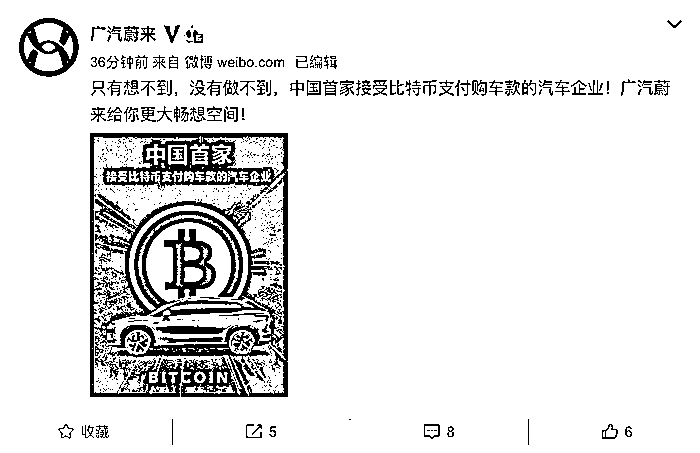 广汽蔚来
36分钟前 来自 微博 weibo.com 已编辑
只有想不到，没有做不到，中国首家接受比特币支付购车款的汽车企业！广汽蔚
来给你更大畅想空间！
中国首家
接受比特币支付购车款的汽车企业
BITCOIN
收藏 5 8 6